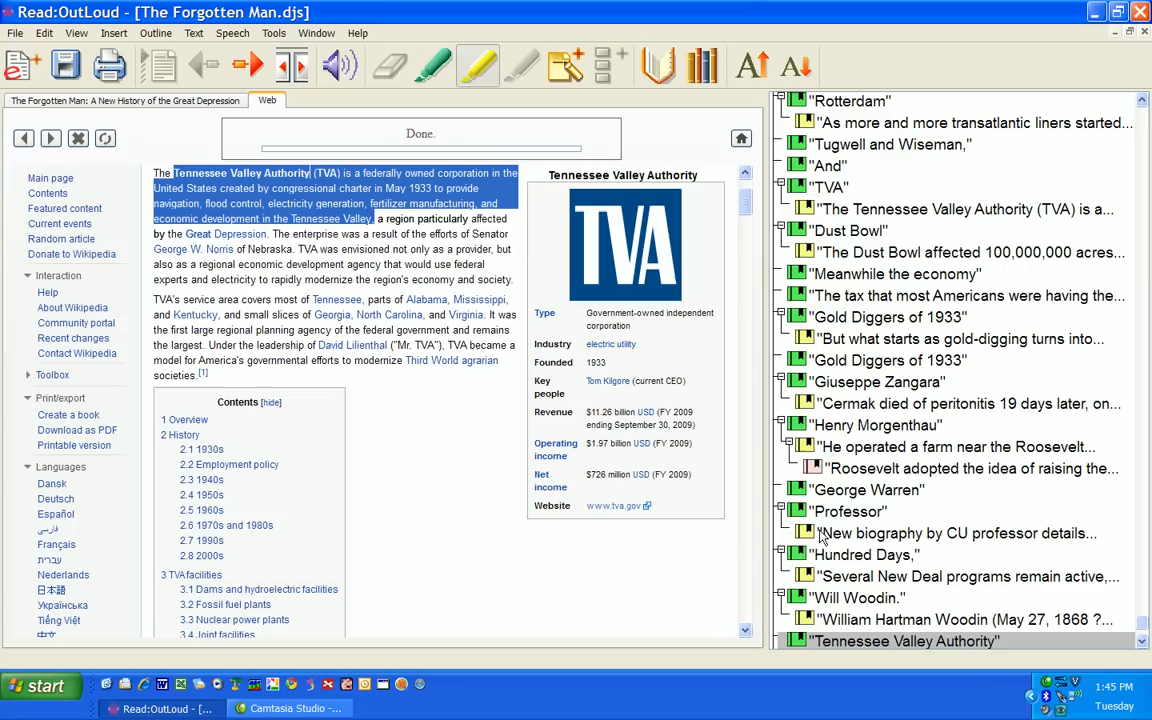 Read:OutLoud - [The Forgotten Man.djs]
File Edit View Insert Outline Text Speech Tools Window Help
The Forgotten Man: A New History of the Great Depression
Web
Done.
Main page
Contents
Featured content
Current events
Random article
Donate to Wikipedia
Interaction
Help
About Wikipedia
Community portal
Recent changes
Contact Wikipedia
Toolbox
Print/export
Create a book
Download as PDF
Printable version
Languages
Dansk
Deutsch
Español
فارسی
Français
עברית
Nederlands
日本語
Українська
Tiếng Việt
中文
The Tennessee Valley Authority (TVA) is a federally owned corporation in the
United States created by congressional charter in May 1933 to provide
navigation, flood control, electricity generation, fertilizer manufacturing, and
economic development in the Tennessee Valley, a region particularly affected
by the Great Depression. The enterprise was a result of the efforts of Senator
George W. Norris of Nebraska. TVA was envisioned not only as a provider, but
also as a regional economic development agency that would use federal
experts and electricity to rapidly modernize the region's economy and society.
TVA's service area covers most of Tennessee, parts of Alabama, Mississippi,
and Kentucky, and small slices of Georgia, North Carolina, and Virginia. It was
the first large regional planning agency of the federal government and remains
the largest. Under the leadership of David Lilienthal ("Mr. TVA"), TVA became a
model for America's governmental efforts to modernize Third World agrarian
societies.[1]
Contents [hide]
1 Overview
2 History
2.1 1930s
2.2 Employment policy
2.3 1940s
2.4 1950s
2.5 1960s
2.6 1970s and 1980s
2.7 1990s
2.8 2000s
3 TVA facilities
3.1 Dams and hydroelectric facilities
3.2 Fossil fuel plants
3.3 Nuclear power plants
3.4 Joint facilities
Tennessee Valley Authority
TVA
Type Government-owned independent
corporation
Industry electric utility
Founded 1933
Key
people Tom Kilgore (current CEO)
Revenue $11.26 billion USD (FY 2009
ending September 30, 2009)
Operating
income $1.97 billion USD (FY 2009)
Net
income $726 million USD (FY 2009)
Website www.tva.gov
"Rotterdam"
"As more and more transatlantic liners started...
"Tugwell and Wiseman,"
"And"
"TVA"
"The Tennessee Valley Authority (TVA) is a...
"Dust Bowl"
"The Dust Bowl affected 100,000,000 acres...
"Meanwhile the economy"
"The tax that most Americans were having the...
"Gold Diggers of 1933"
"But what starts as gold-digging turns into...
"Gold Diggers of 1933"
"Giuseppe Zangara"
"Cermak died of peritonitis 19 days later, on...
"Henry Morgenthau"
"He operated a farm near the Roosevelt...
"Roosevelt adopted the idea of raising the...
"George Warren"
"Professor"
"New biography by CU professor details...
"Hundred Days,"
"Several New Deal programs remain active,...
"Will Woodin."
"William Hartman Woodin (May 27, 1868 ?...
"Tennessee Valley Authority"
start
Read:OutLoud - [...
Camtasia Studio -...
1:45 PM
Tuesday